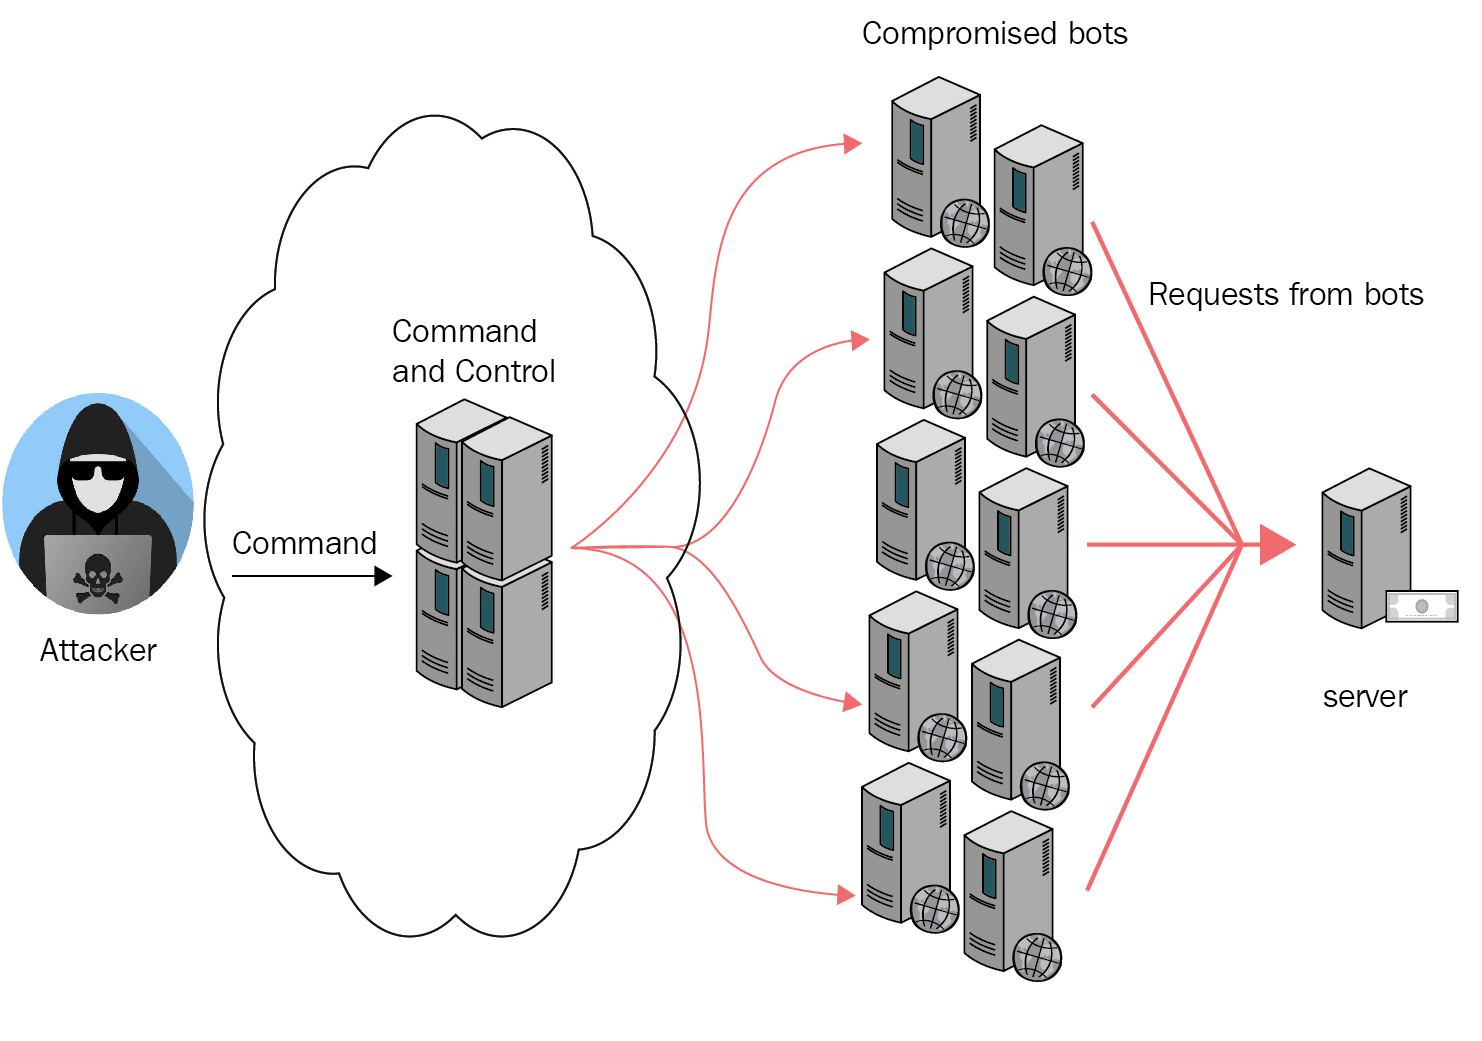 Compromised bots
Requests from bots
Command
and Control
Command
Attacker
server